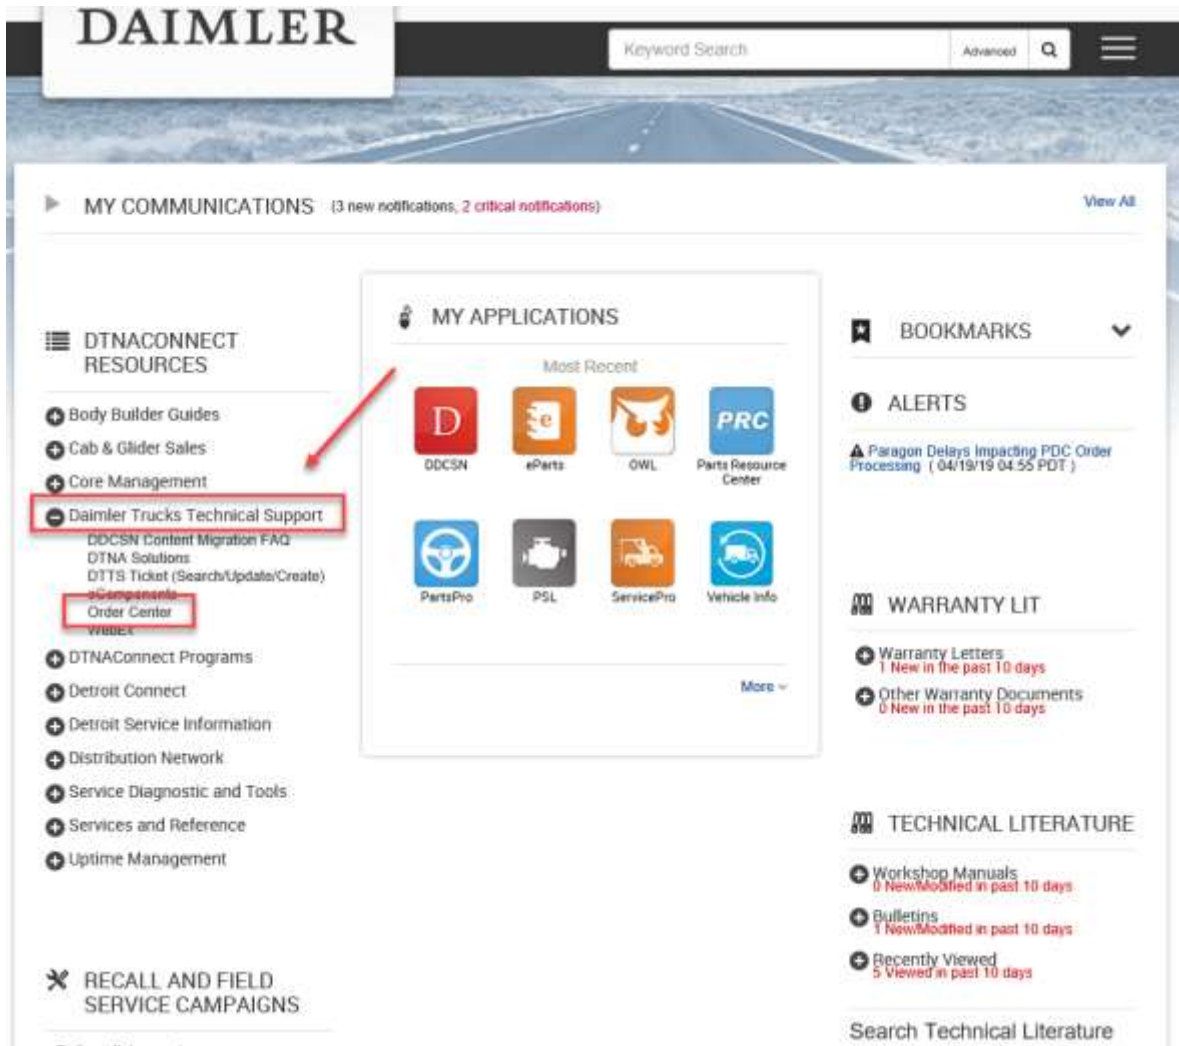 DAIMLER
Keyword Search
Advanced
MY COMMUNICATIONS (3 new notifications, 2 critical notifications)
View All
DTNACONNECT
RESOURCES
Body Builder Guides
Cab & Glider Sales
Core Management
Daimler Trucks Technical Support
DDCSN Content Migration FAQ
DTNA Solutions
DTTS Ticket (Search/Update/Create)
eComponents
Order Center
WebEx
DTNAConnect Programs
Detroit Connect
Detroit Service Information
Distribution Network
Service Diagnostic and Tools
Services and Reference
Uptime Management
RECALL AND FIELD
SERVICE CAMPAIGNS
MY APPLICATIONS
Most Recent
D
e
PRC
DDCSN
eParts
OWL
Parts Resource
Center
PartsPro
PSL
ServicePro
Vehicle Info
More
BOOKMARKS
ALERTS
Paragon Delays Impacting PDC Order
Processing ( 04/19/19 04:55 PDT )
WARRANTY LIT
Warranty Letters
1 New in the past 10 days
Other Warranty Documents
0 New in the past 10 days
TECHNICAL LITERATURE
Workshop Manuals
0 New/Modified in past 10 days
Bulletins
1 New/Modified in past 10 days
Recently Viewed
5 Viewed in past 10 days
Search Technical Literature